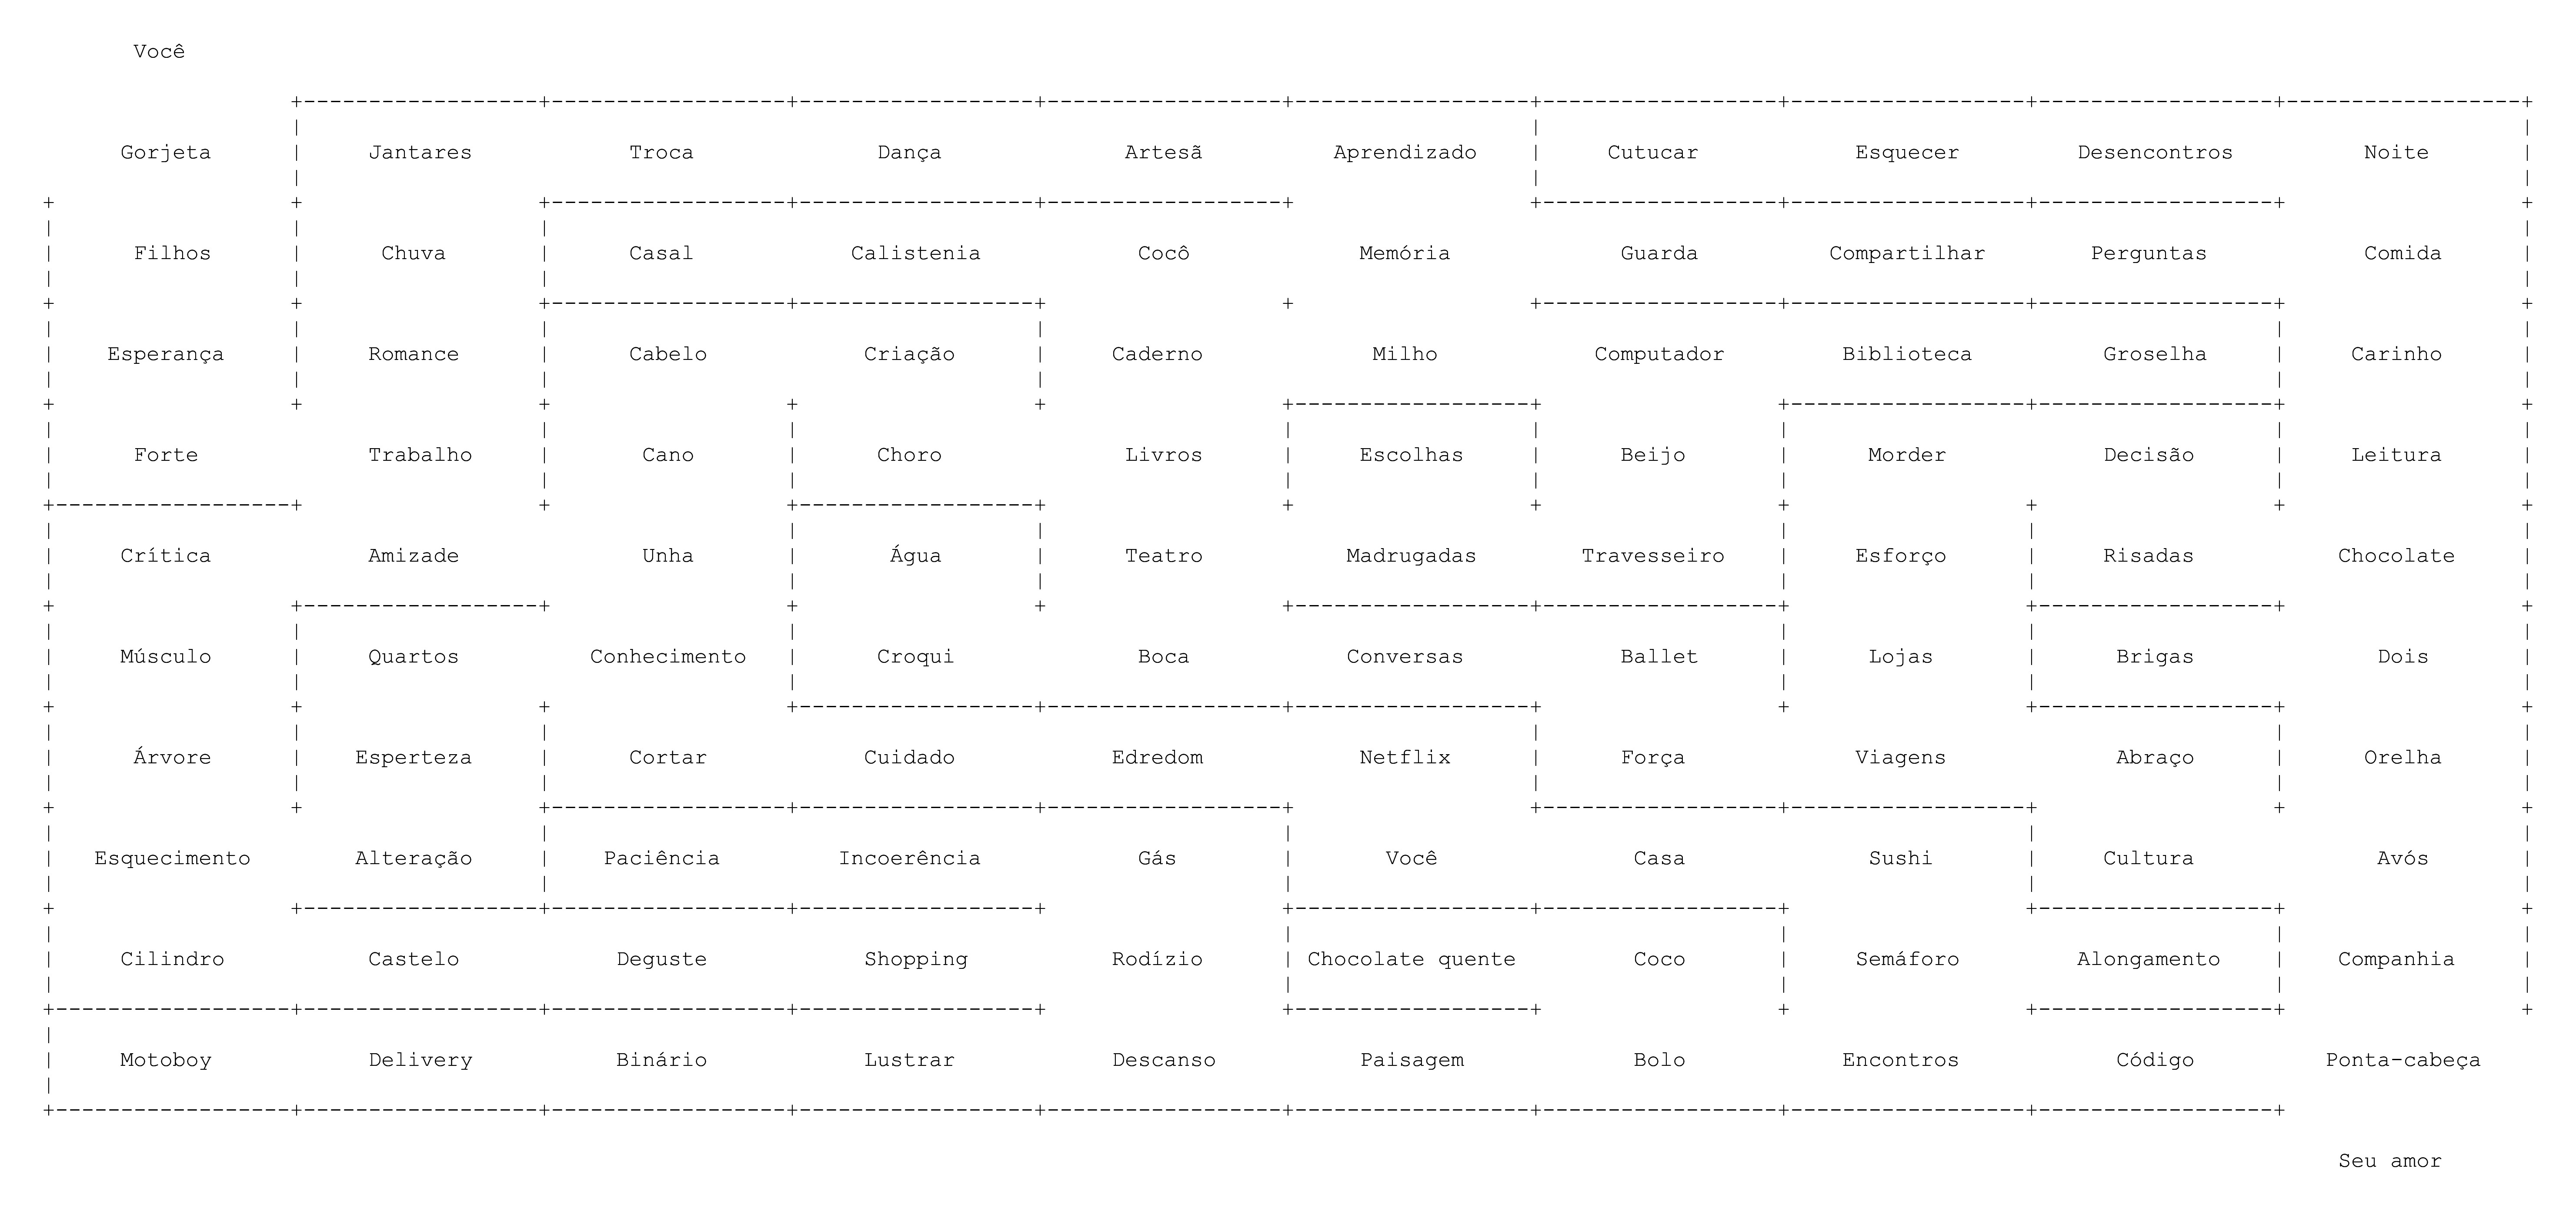 Você
Gorjeta Jantares Troca Dança Artesã Aprendizado Cutucar Esquecer Desencontros Noite
Filhos Chuva Casal Calistenia Cocô Memória Guarda Compartilhar Perguntas Comida
Esperança Romance Cabelo Criação Caderno Milho Computador Biblioteca Groselha Carinho
Forte Trabalho Cano Choro Livros Escolhas Beijo Morder Decisão Leitura
Crítica Amizade Unha Água Teatro Madrugadas Travesseiro Esforço Risadas Chocolate
Músculo Quartos Conhecimento Croqui Boca Conversas Ballet Lojas Brigas Dois
Árvore Esperteza Cortar Cuidado Edredom Netflix Força Viagens Abraço Orelha
Esquecimento Alteração Paciência Incoerência Gás Você Casa Sushi Cultura Avós
Cilindro Castelo Deguste Shopping Rodízio Chocolate quente Coco Semáforo Alongamento Companhia
Motoboy Delivery Binário Lustrar Descanso Paisagem Bolo Encontros Código Ponta-cabeça
Seu amor